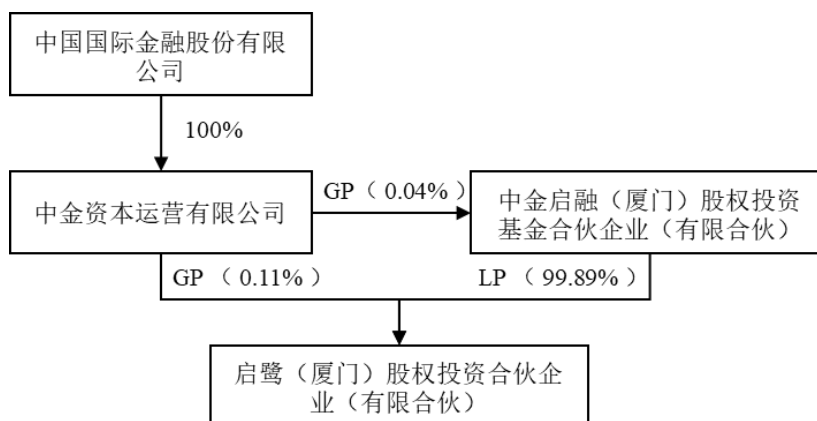 中国国际金融股份有限
公司
100%
中金资本运营有限公司
GP（ 0.04%）
中金启融（厦门）股权投资
基金合伙企业（有限合伙）
GP （ 0.11%）
LP （ 99.89%）
启鹭（厦门）股权投资合伙企
业（有限合伙）